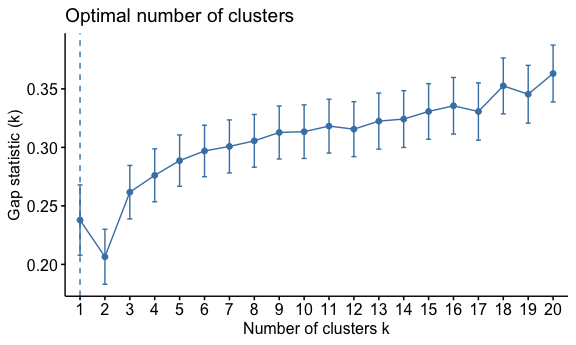 Optimal number of clusters
Gap statistic (k)
0.35
0.30
0.25
0.20
1 2 3 4 5 6 7 8 9 10 11 12 13 14 15 16 17 18 19 20
Number of clusters k